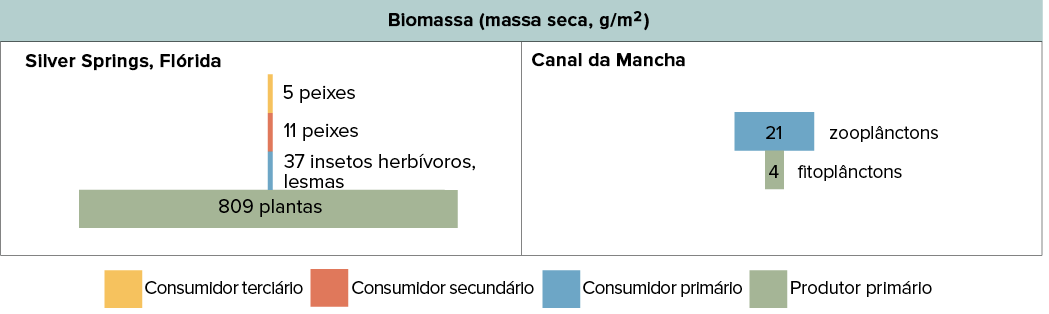 Biomassa (massa seca, g/m²)
Silver Springs, Flórida
5 peixes
11 peixes
37 insetos herbívoros,
lesmas
809 plantas
Canal da Mancha
21 zooplânctons
4 fitoplânctons
Consumidor terciário Consumidor secundário Consumidor primário Produtor primário